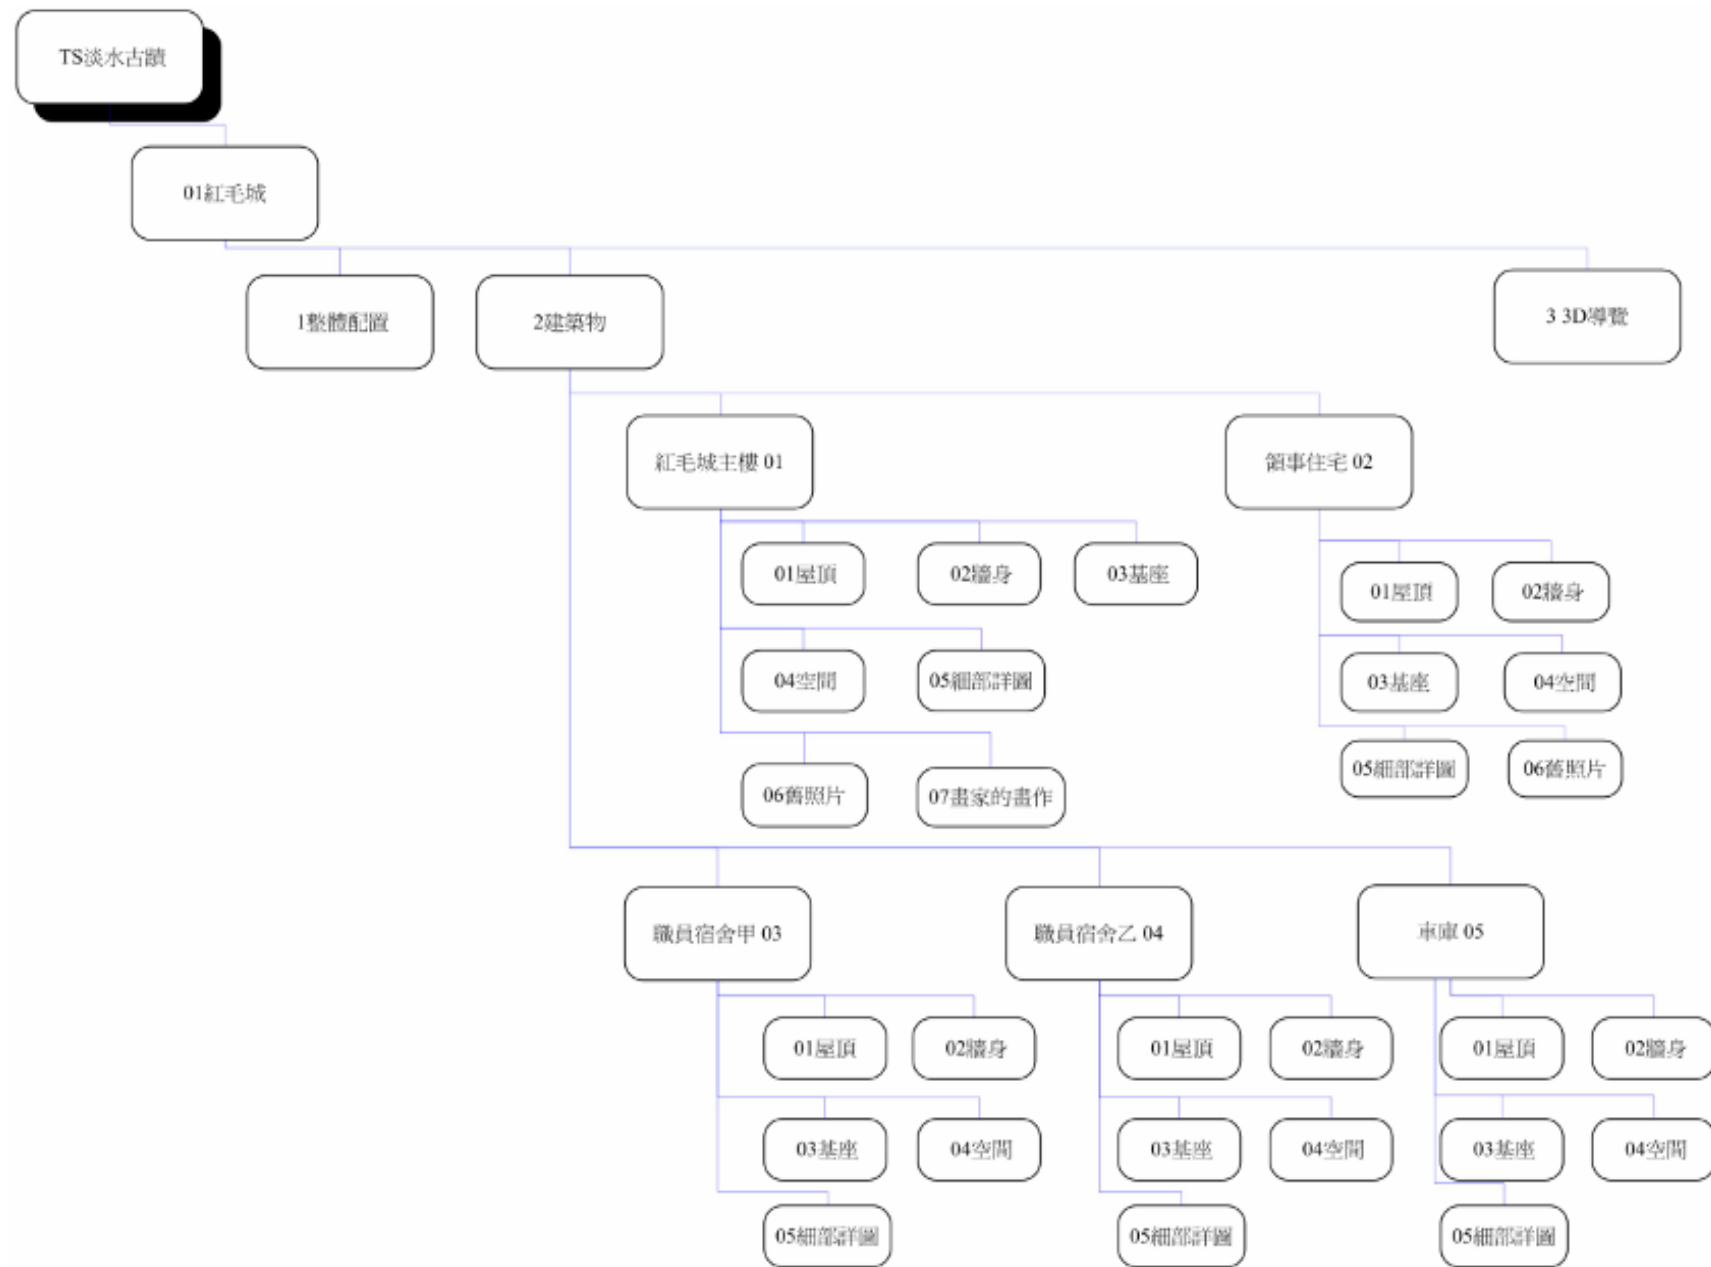 TS淡水古蹟
01紅毛城
1整體配置
2建築物
3 3D導覽
紅毛城主樓 01
領事住宅 02
01屋頂
02牆身
03基座
04空間
05細部詳圖
06舊照片
07畫家的畫作
01屋頂
02牆身
03基座
04空間
05細部詳圖
06舊照片
職員宿舍甲 03
職員宿舍乙 04
車庫 05
01屋頂
02牆身
03基座
04空間
05細部詳圖
01屋頂
02牆身
03基座
04空間
05細部詳圖
01屋頂
02牆身
03基座
04空間
05細部詳圖